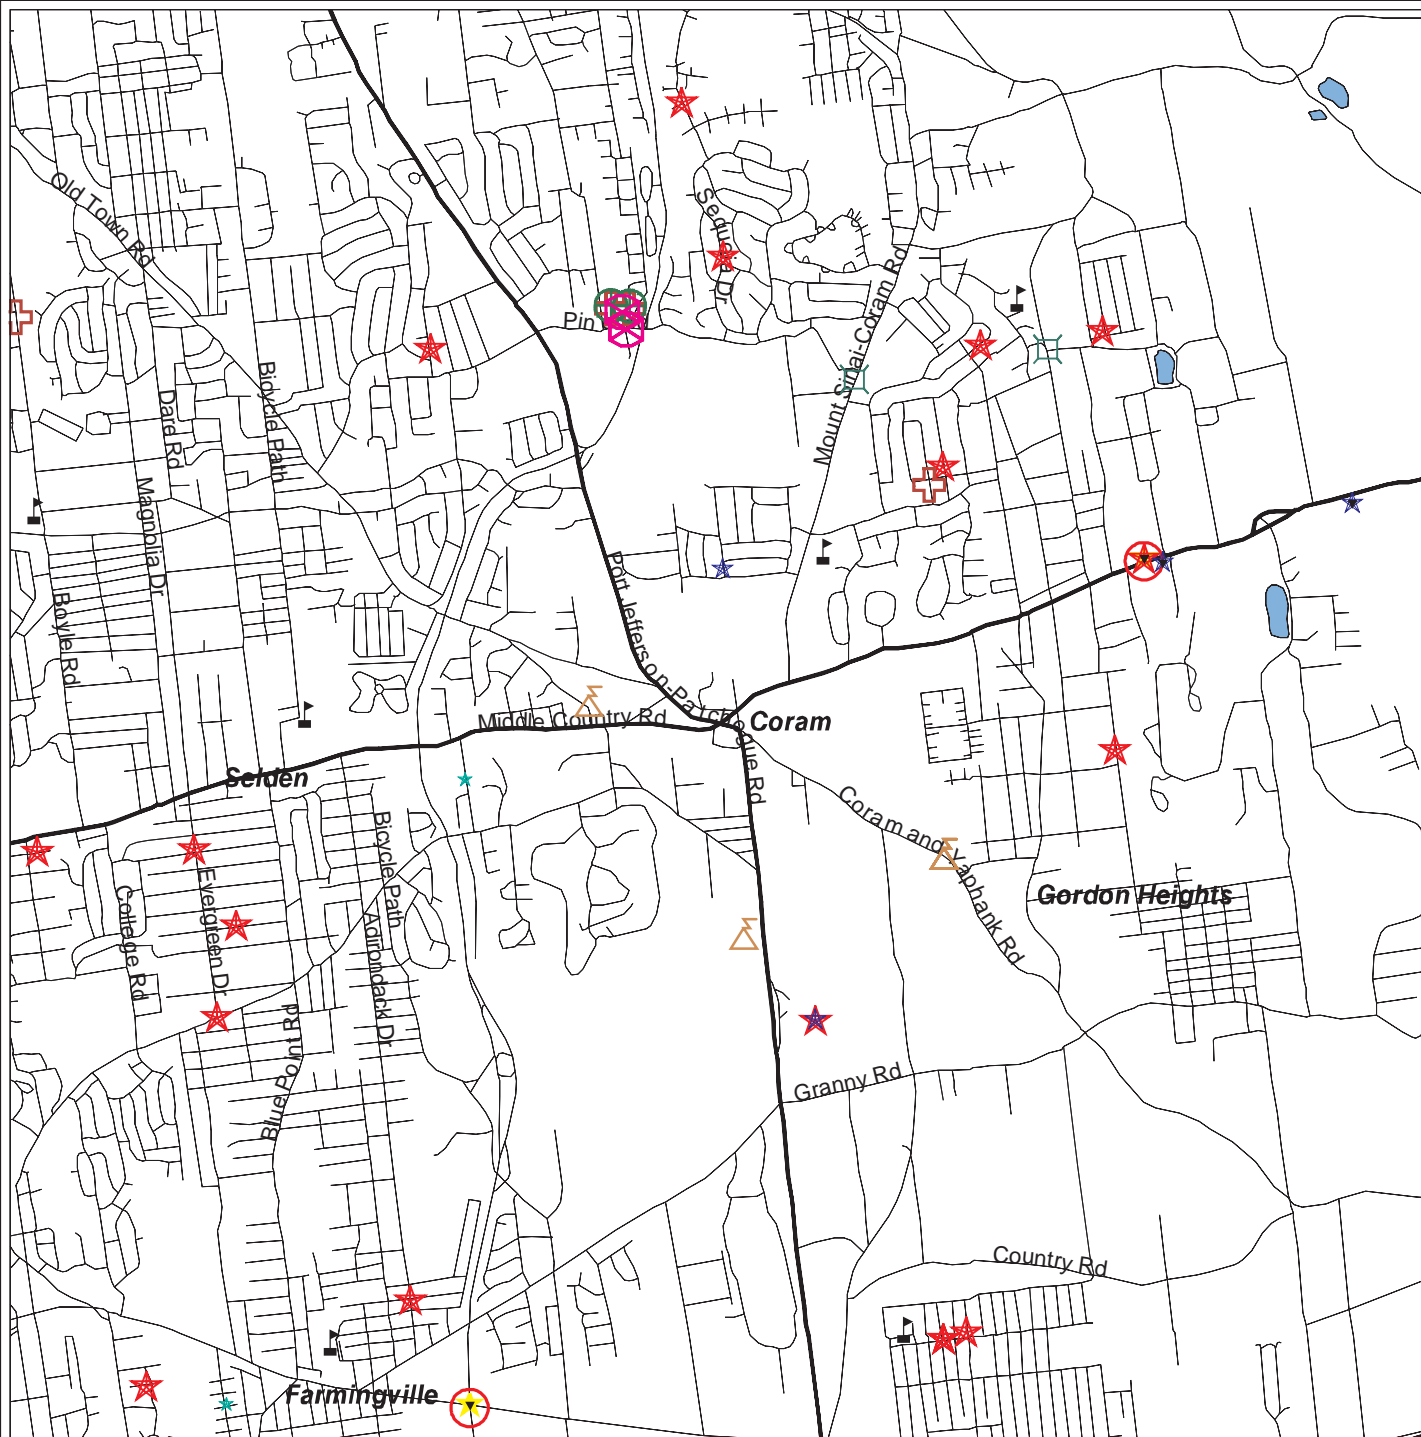 Old Town Rd
Sequoia Dr
Pin
Mount Sinai-Coram Rd
Bicycle Path
Dare Rd
Magnolia Dr
Boyle Rd
Port Jefferson-Patchogue Rd
Middle Country Rd
Coram
Selden
Coram and Yaphank Rd
Bicycle Path
Evergreen Dr
College Rd
Adirondack Dr
Gordon Heights
Blue Point Rd
Granny Rd
Country Rd
Farmingville